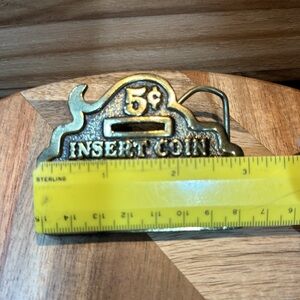 5¢
INSERT COIN
1 2 3
STERLING